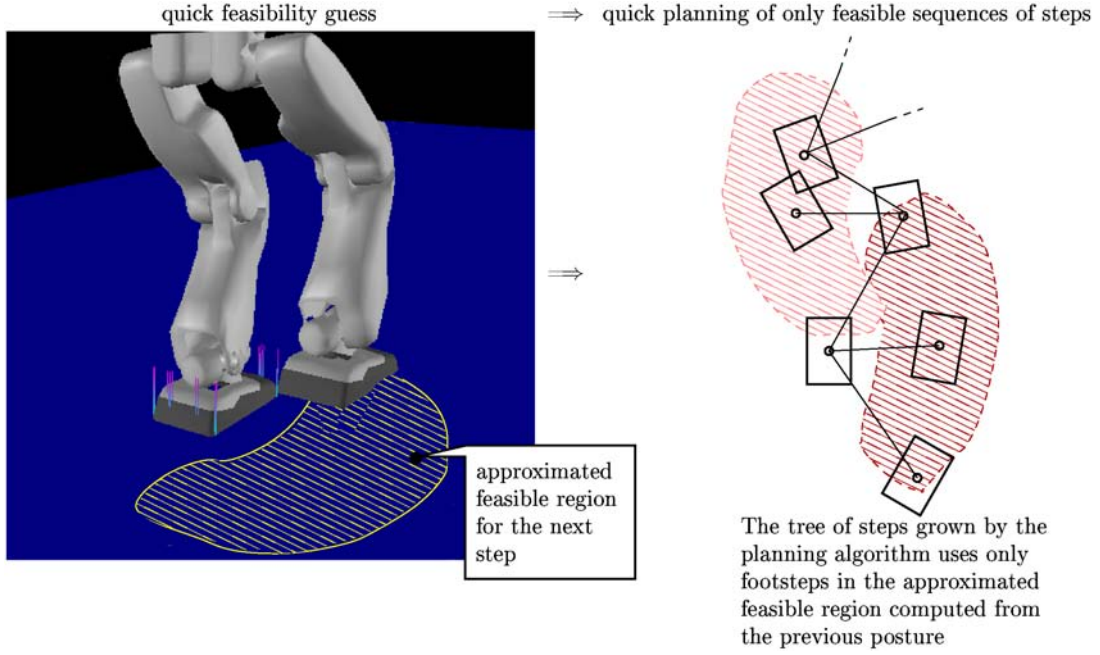 quick feasibility guess
⟹ quick planning of only feasible sequences of steps
⟹
approximated
feasible region
for the next
step
The tree of steps grown by the
planning algorithm uses only
footsteps in the approximated
feasible region computed from
the previous posture